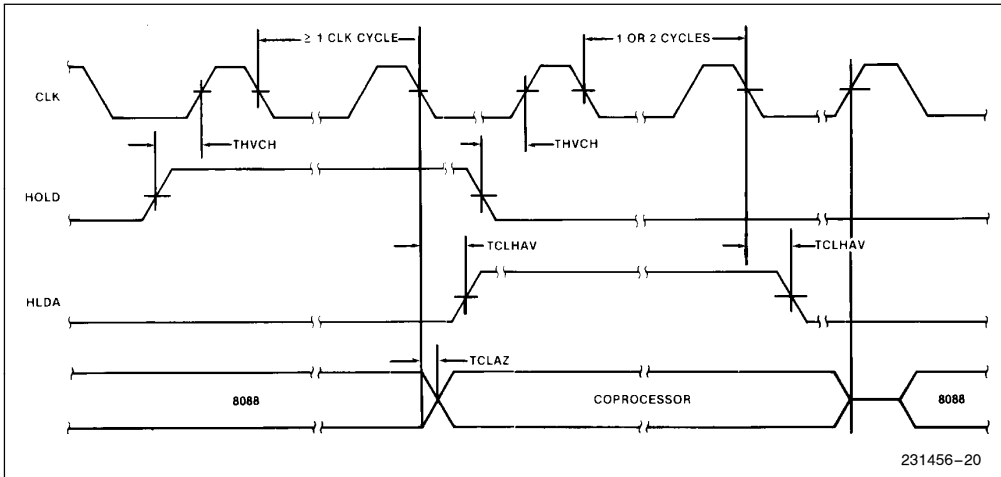 ≥ 1 CLK CYCLE
1 OR 2 CYCLES
CLK
THVCH
THVCH
HOLD
TCLHAV
TCLHAV
HLDA
TCLAZ
8088
COPROCESSOR
8088
231456–20